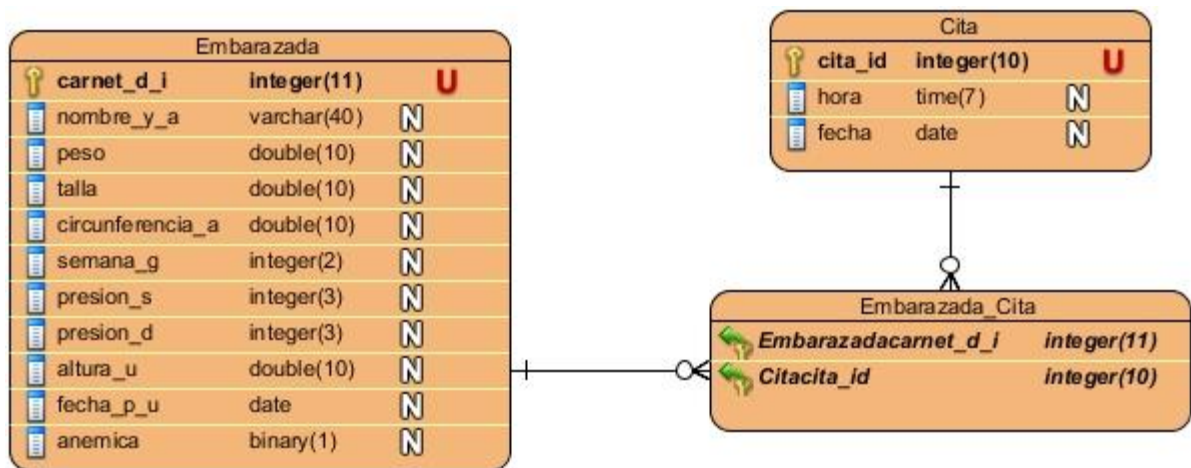 Embarazada
carnet_d_i integer(11) U
nombre_y_a varchar(40) N
peso double(10) N
talla double(10) N
circunferencia_a double(10) N
semana_g integer(2) N
presion_s integer(3) N
presion_d integer(3) N
altura_u double(10) N
fecha_p_u date N
anemica binary(1) N
Cita
cita_id integer(10) U
hora time(7) N
fecha date N
Embarazada_Cita
Embarazadacarnet_d_i integer(11)
Citacita_id integer(10)